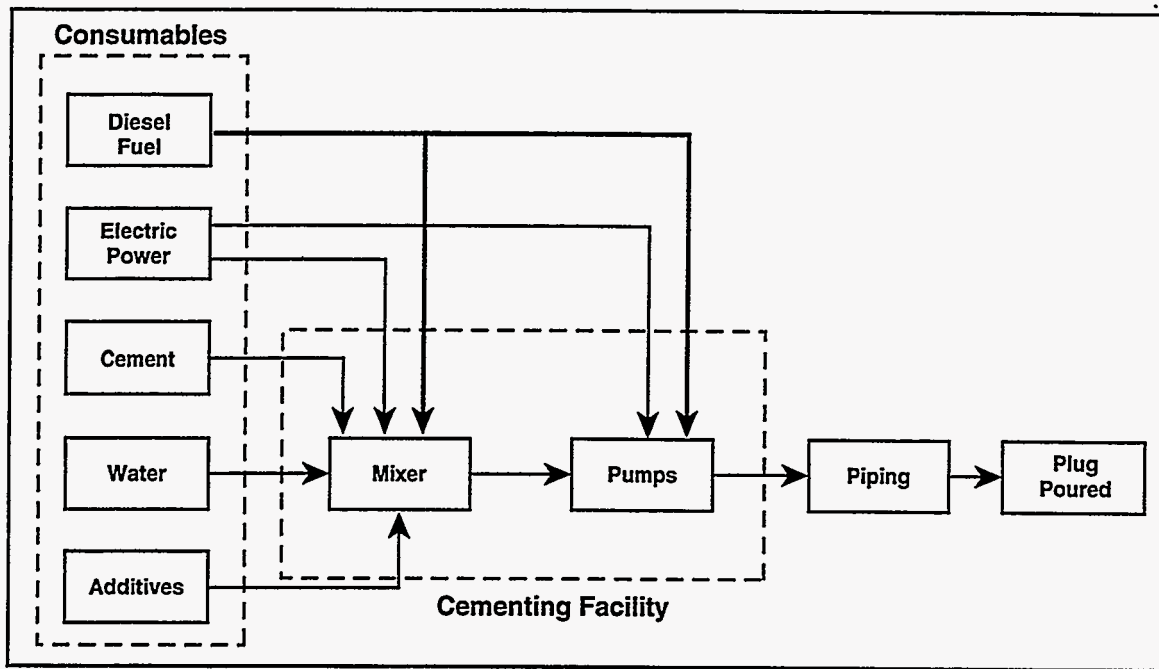 Consumables
Diesel
Fuel
Electric
Power
Cement
Water
Mixer
Pumps
Piping
Plug
Poured
Additives
Cementing Facility